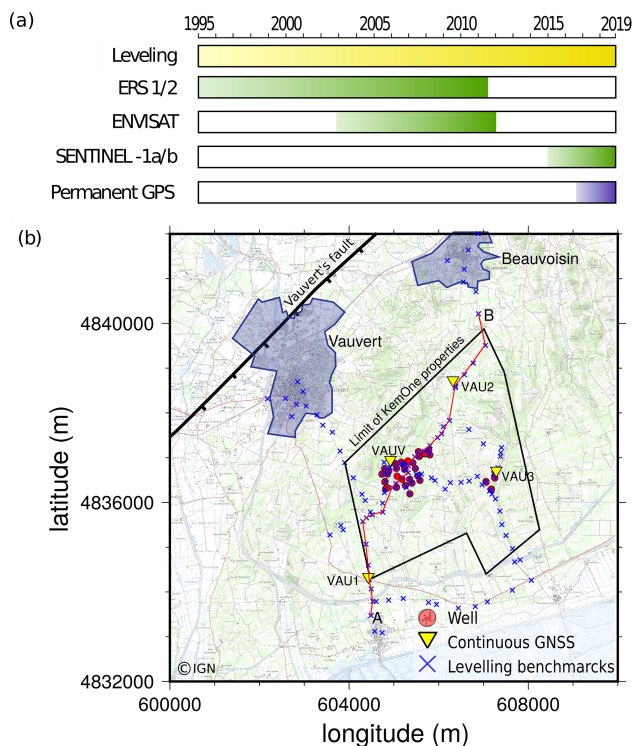 (a)
1995 2000 2005 2006 2010 2015 2019
Leveling
ERS 1/2
ENVISAT
SENTINEL -1a/b
Permanent GPS
(b)
Beauvoisin
Vauvert's fault
B
4840000
Vauvert
Limit of KemOne properties
VAU2
VAUV
VAU3
4836000
latitude (m)
VAU1
A
Well
Continuous GNSS
Levelling benchmarcks
© IGN
4832000
600000 604000 608000
longitude (m)